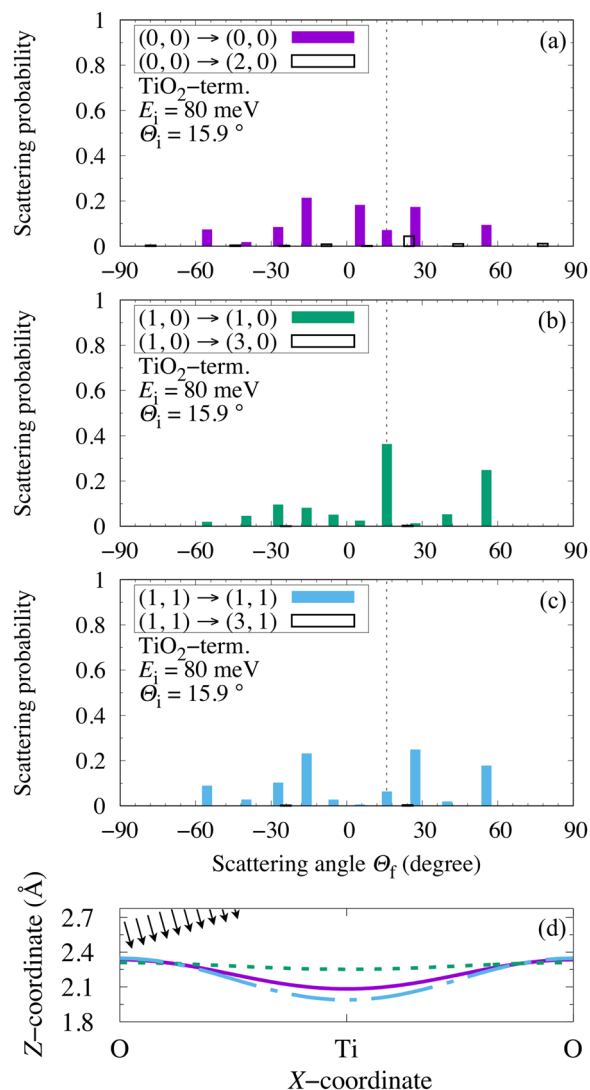 (a)
(0, 0) → (0, 0)
(0, 0) → (2, 0)
TiO₂−term.
Eᵢ = 80 meV
Θᵢ = 15.9 °
Scattering probability
1
0.8
0.6
0.4
0.2
0
−90 −60 −30 0 30 60 90
(b)
(1, 0) → (1, 0)
(1, 0) → (3, 0)
TiO₂−term.
Eᵢ = 80 meV
Θᵢ = 15.9 °
Scattering probability
1
0.8
0.6
0.4
0.2
0
−90 −60 −30 0 30 60 90
(c)
(1, 1) → (1, 1)
(1, 1) → (3, 1)
TiO₂−term.
Eᵢ = 80 meV
Θᵢ = 15.9 °
Scattering probability
1
0.8
0.6
0.4
0.2
0
−90 −60 −30 0 30 60 90
Scattering angle Θf (degree)
(d)
Z−coordinate (Å)
2.7
2.4
2.1
1.8
O Ti O
X−coordinate